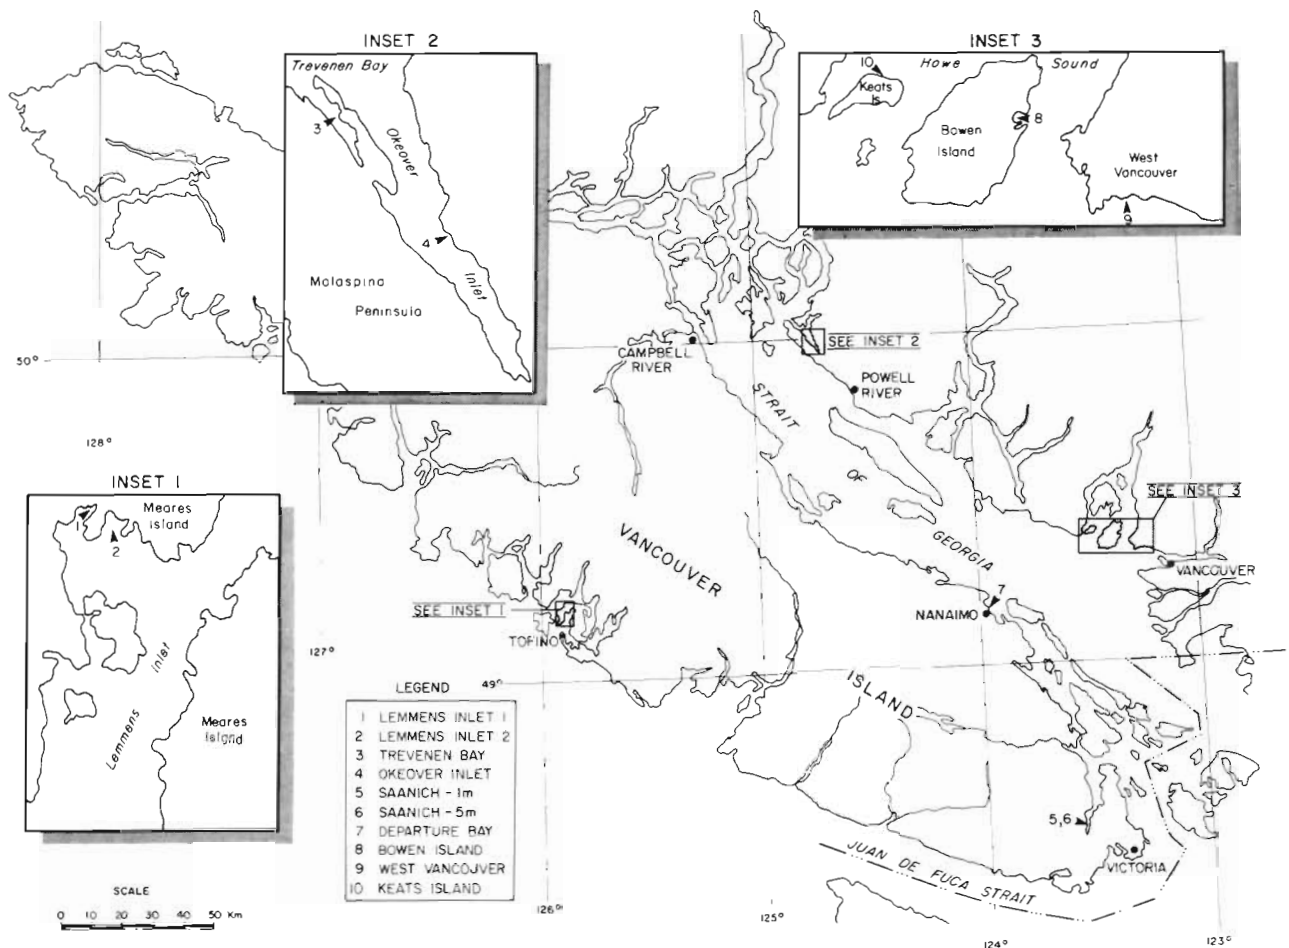 INSET 2
Trevenen Bay
3
Okeover
4
Inlet
Malaspina
Peninsula
INSET 3
10
Howe
Sound
Keats
Is
8
Bowen
Island
West
Vancouver
9
50°
CAMPBELL
RIVER
SEE INSET 2
POWELL
RIVER
STRAIT
OF
GEORGIA
128°
INSET 1
1
Meares
Island
2
Inlet
Lemmens
Meares
Island
SEE INSET 3
VANCOUVER
VANCOUVER
ISLAND
7
NANAIMO
SEE INSET 1
TOFINO
127°
49°
LEGEND
1 LEMMENS INLET 1
2 LEMMENS INLET 2
3 TREVENEN BAY
4 OKEOVER INLET
5 SAANICH - 1m
6 SAANICH - 5m
7 DEPARTURE BAY
8 BOWEN ISLAND
9 WEST VANCOUVER
10 KEATS ISLAND
5,6
VICTORIA
JUAN DE FUCA STRAIT
SCALE
0 10 20 30 40 50 Km
126°
125°
124°
123°